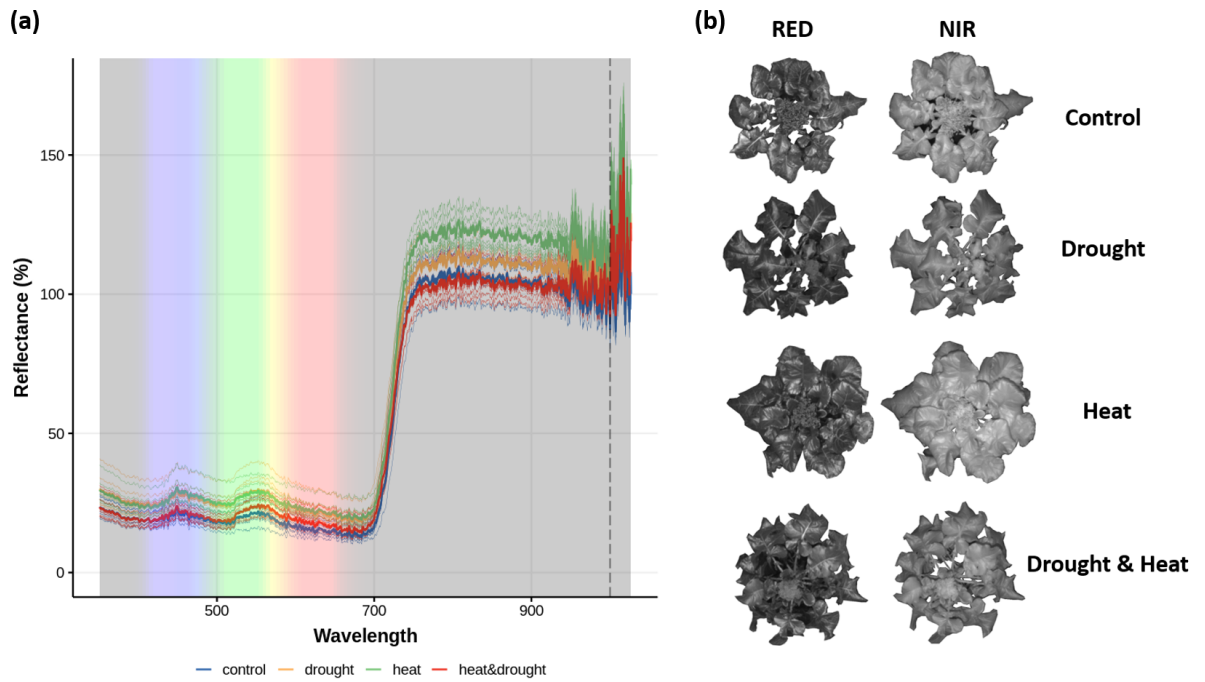 (a)
150
100
50
0
Reflectance (%)
500 700 900
Wavelength
control drought heat heat&drought
(b)
RED NIR
Control
Drought
Heat
Drought & Heat